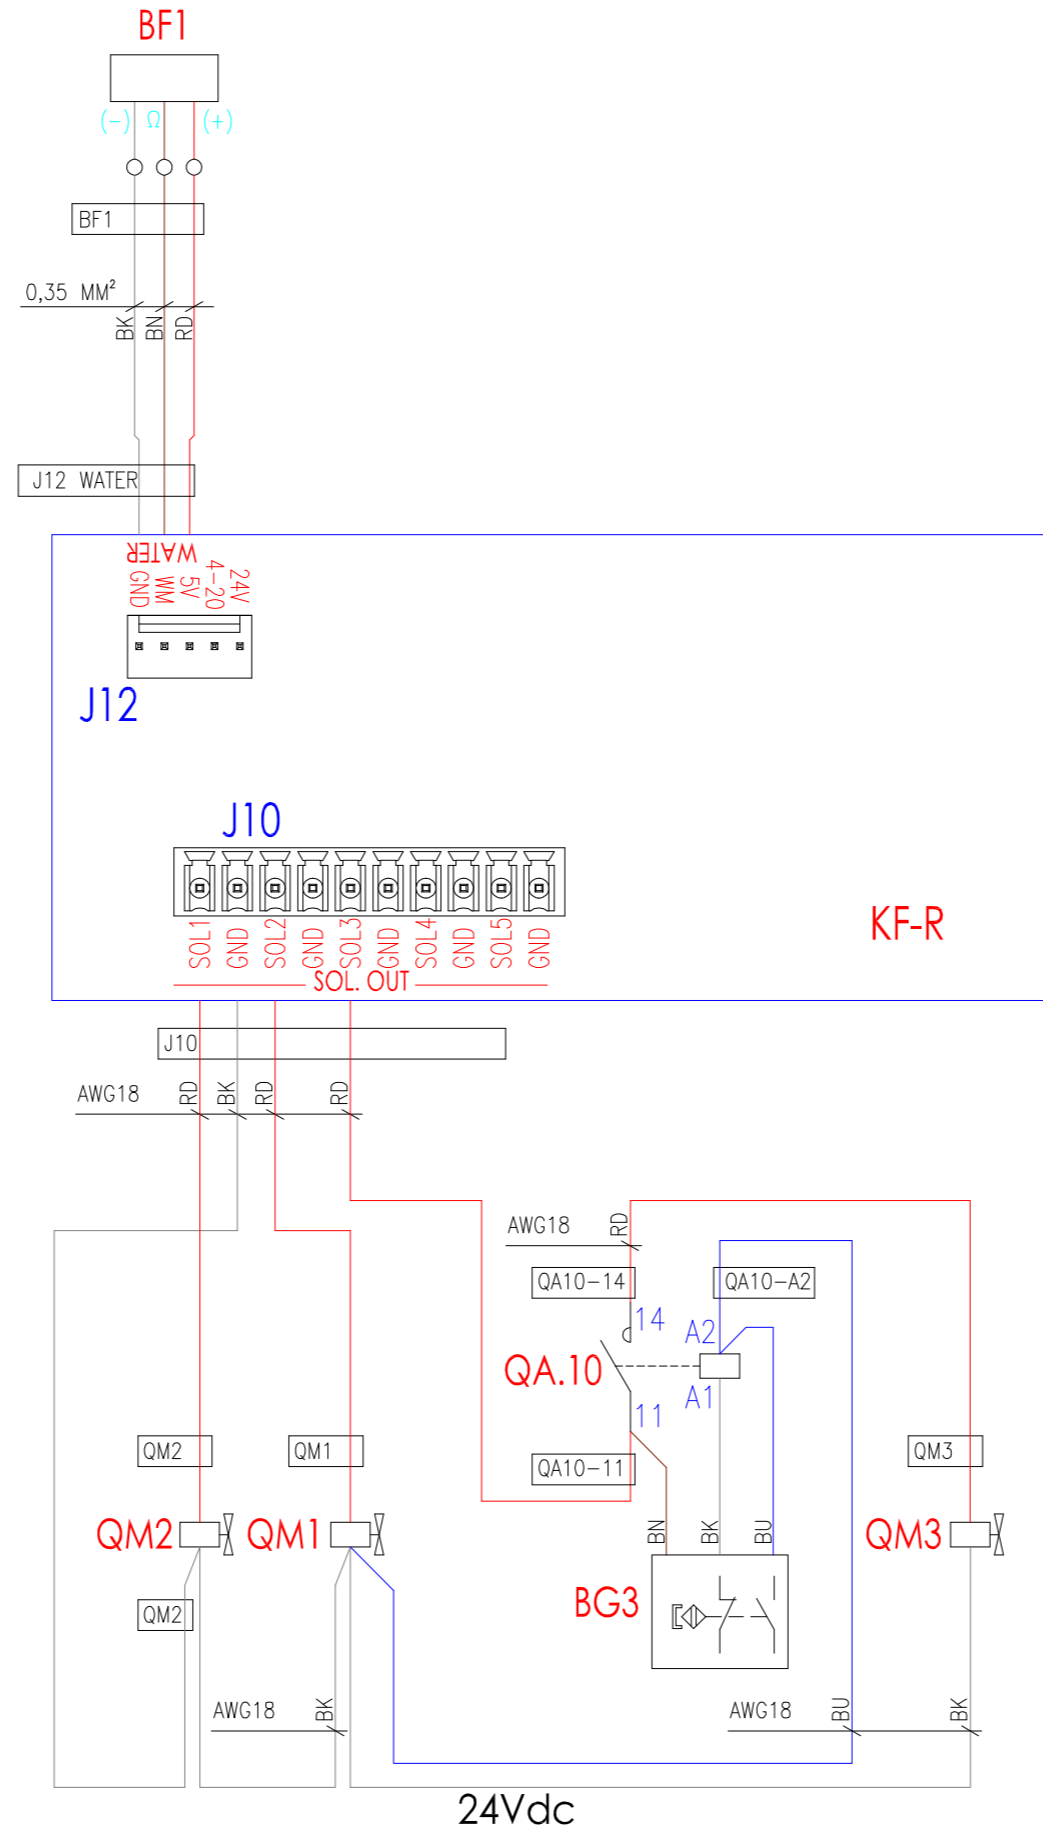 BF1
(-) Ω (+)
BF1
0,35 MM²
BK BN RD
J12 WATER
WATER
GND WM 5V 4-20 24V
J12
J10
SOL1 GND SOL2 GND SOL3 GND SOL4 GND SOL5 GND
SOL. OUT
KF-R
J10
AWG18 RD BK RD RD
AWG18 RD
QA10-14 QA10-A2
14 A2
QA.10
A1
11
QM2 QM1 QA10-11 QM3
BN BK BU
QM2 QM1 QM3
BG3
QM2
AWG18 BK AWG18 BU BK
24Vdc